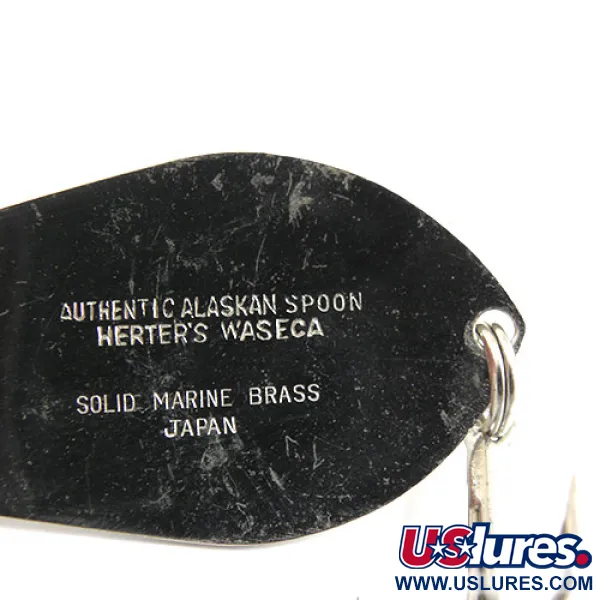 AUTHENTIC ALASKAN SPOON
HERTER'S WASECA
SOLID MARINE BRASS
JAPAN
USlures.
WWW.USLURES.COM